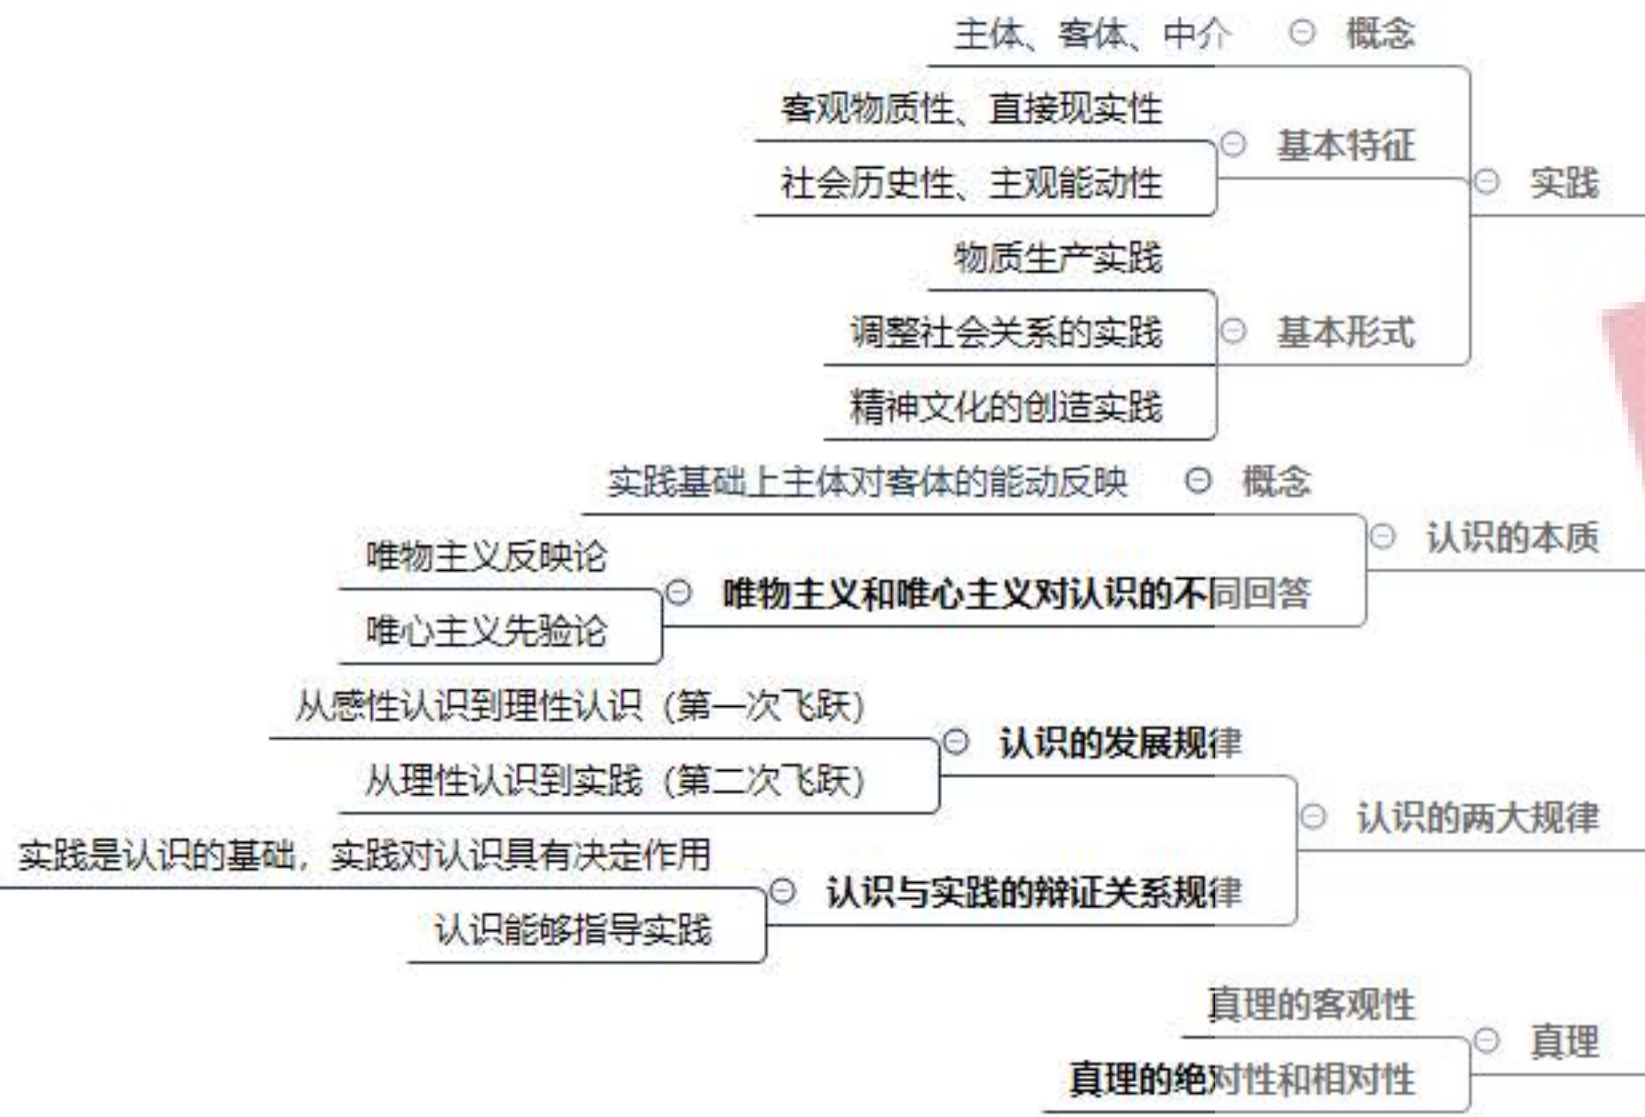 主体、客体、中介 概念
客观物质性、直接现实性
基本特征
社会历史性、主观能动性
实践
物质生产实践
调整社会关系的实践 基本形式
精神文化的创造实践
实践基础上主体对客体的能动反映 概念
认识的本质
唯物主义反映论
唯物主义和唯心主义对认识的不同回答
唯心主义先验论
从感性认识到理性认识（第一次飞跃）
认识的发展规律
从理性认识到实践（第二次飞跃）
认识的两大规律
实践是认识的基础，实践对认识具有决定作用
认识与实践的辩证关系规律
认识能够指导实践
真理的客观性
真理
真理的绝对性和相对性